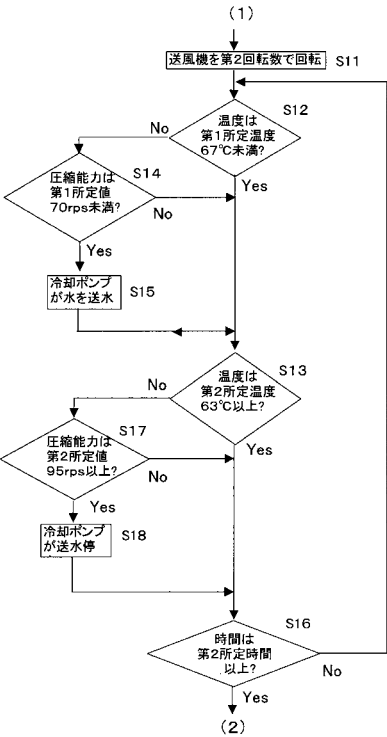 (1)
送風機を第2回転数で回転
S11
S12
温度は
第1所定温度
67℃未満?
No
Yes
S14
圧縮能力は
第1所定値
70rps未満?
No
Yes
冷却ポンプ
が水を送水
S15
S13
温度は
第2所定温度
63℃以上?
No
Yes
S17
圧縮能力は
第2所定値
95rps以上?
No
Yes
冷却ポンプ
が送水停
S18
S16
時間は
第2所定時間
以上?
No
Yes
(2)